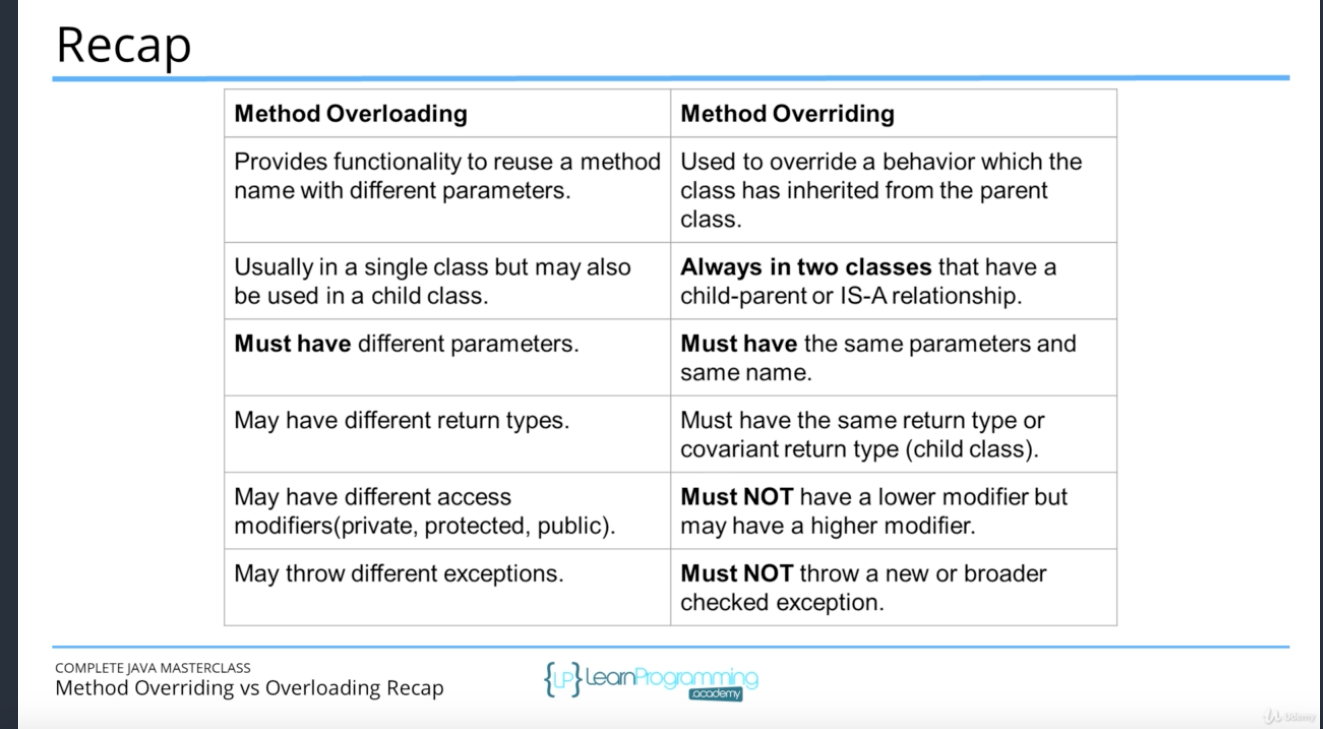 Recap
Method Overloading
Method Overriding
Provides functionality to reuse a method
name with different parameters.
Used to override a behavior which the
class has inherited from the parent
class.
Usually in a single class but may also
be used in a child class.
Always in two classes that have a
child-parent or IS-A relationship.
Must have different parameters.
Must have the same parameters and
same name.
May have different return types.
Must have the same return type or
covariant return type (child class).
May have different access
modifiers(private, protected, public).
Must NOT have a lower modifier but
may have a higher modifier.
May throw different exceptions.
Must NOT throw a new or broader
checked exception.
COMPLETE JAVA MASTERCLASS
Method Overriding vs Overloading Recap
{LP} LearnProgramming
academy
Udemy